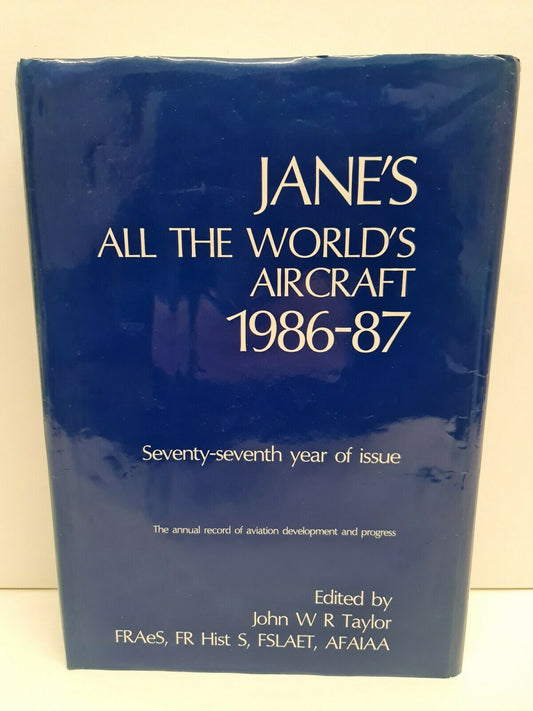 JANE'S
ALL THE WORLD'S
AIRCRAFT
1986-87
Seventy-seventh year of issue
The annual record of aviation development and progress
Edited by
John W R Taylor
FRAeS, FR Hist S, FSLAET, AFAIAA